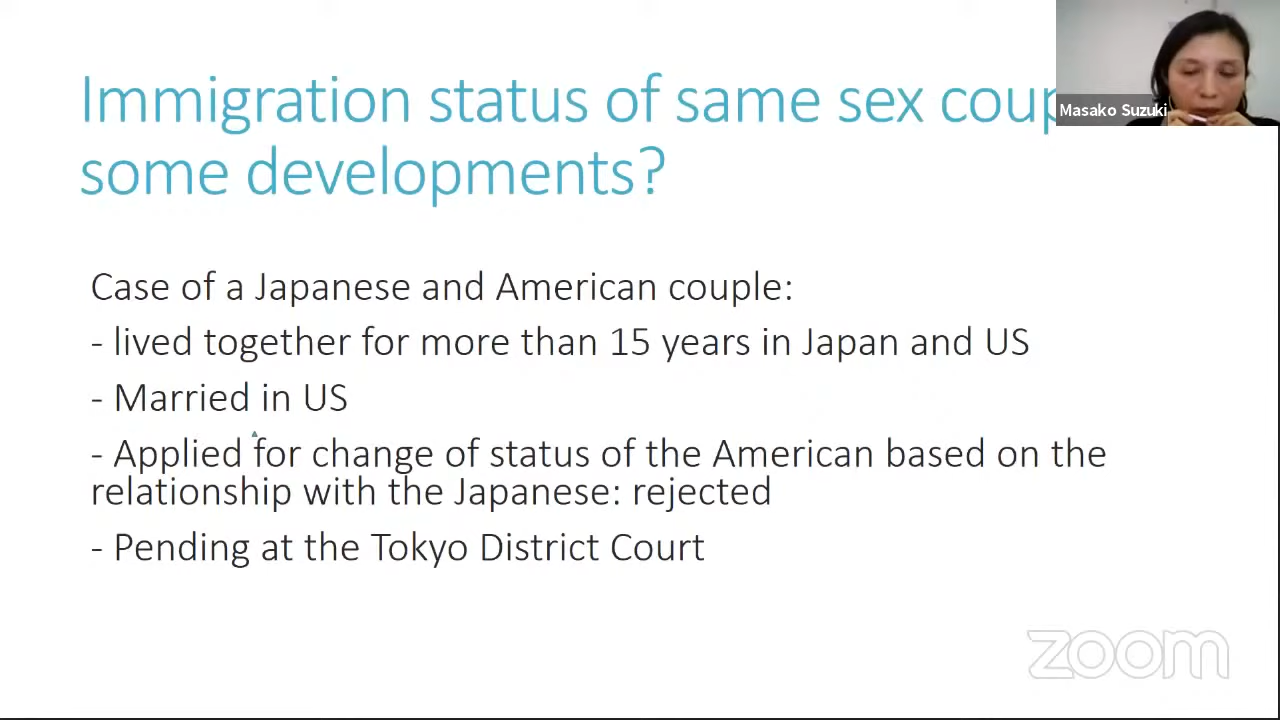 Immigration status of same sex coup
some developments?
Masako Suzuki
Case of a Japanese and American couple:
- lived together for more than 15 years in Japan and US
- Married in US
- Applied for change of status of the American based on the
relationship with the Japanese: rejected
- Pending at the Tokyo District Court
zoom